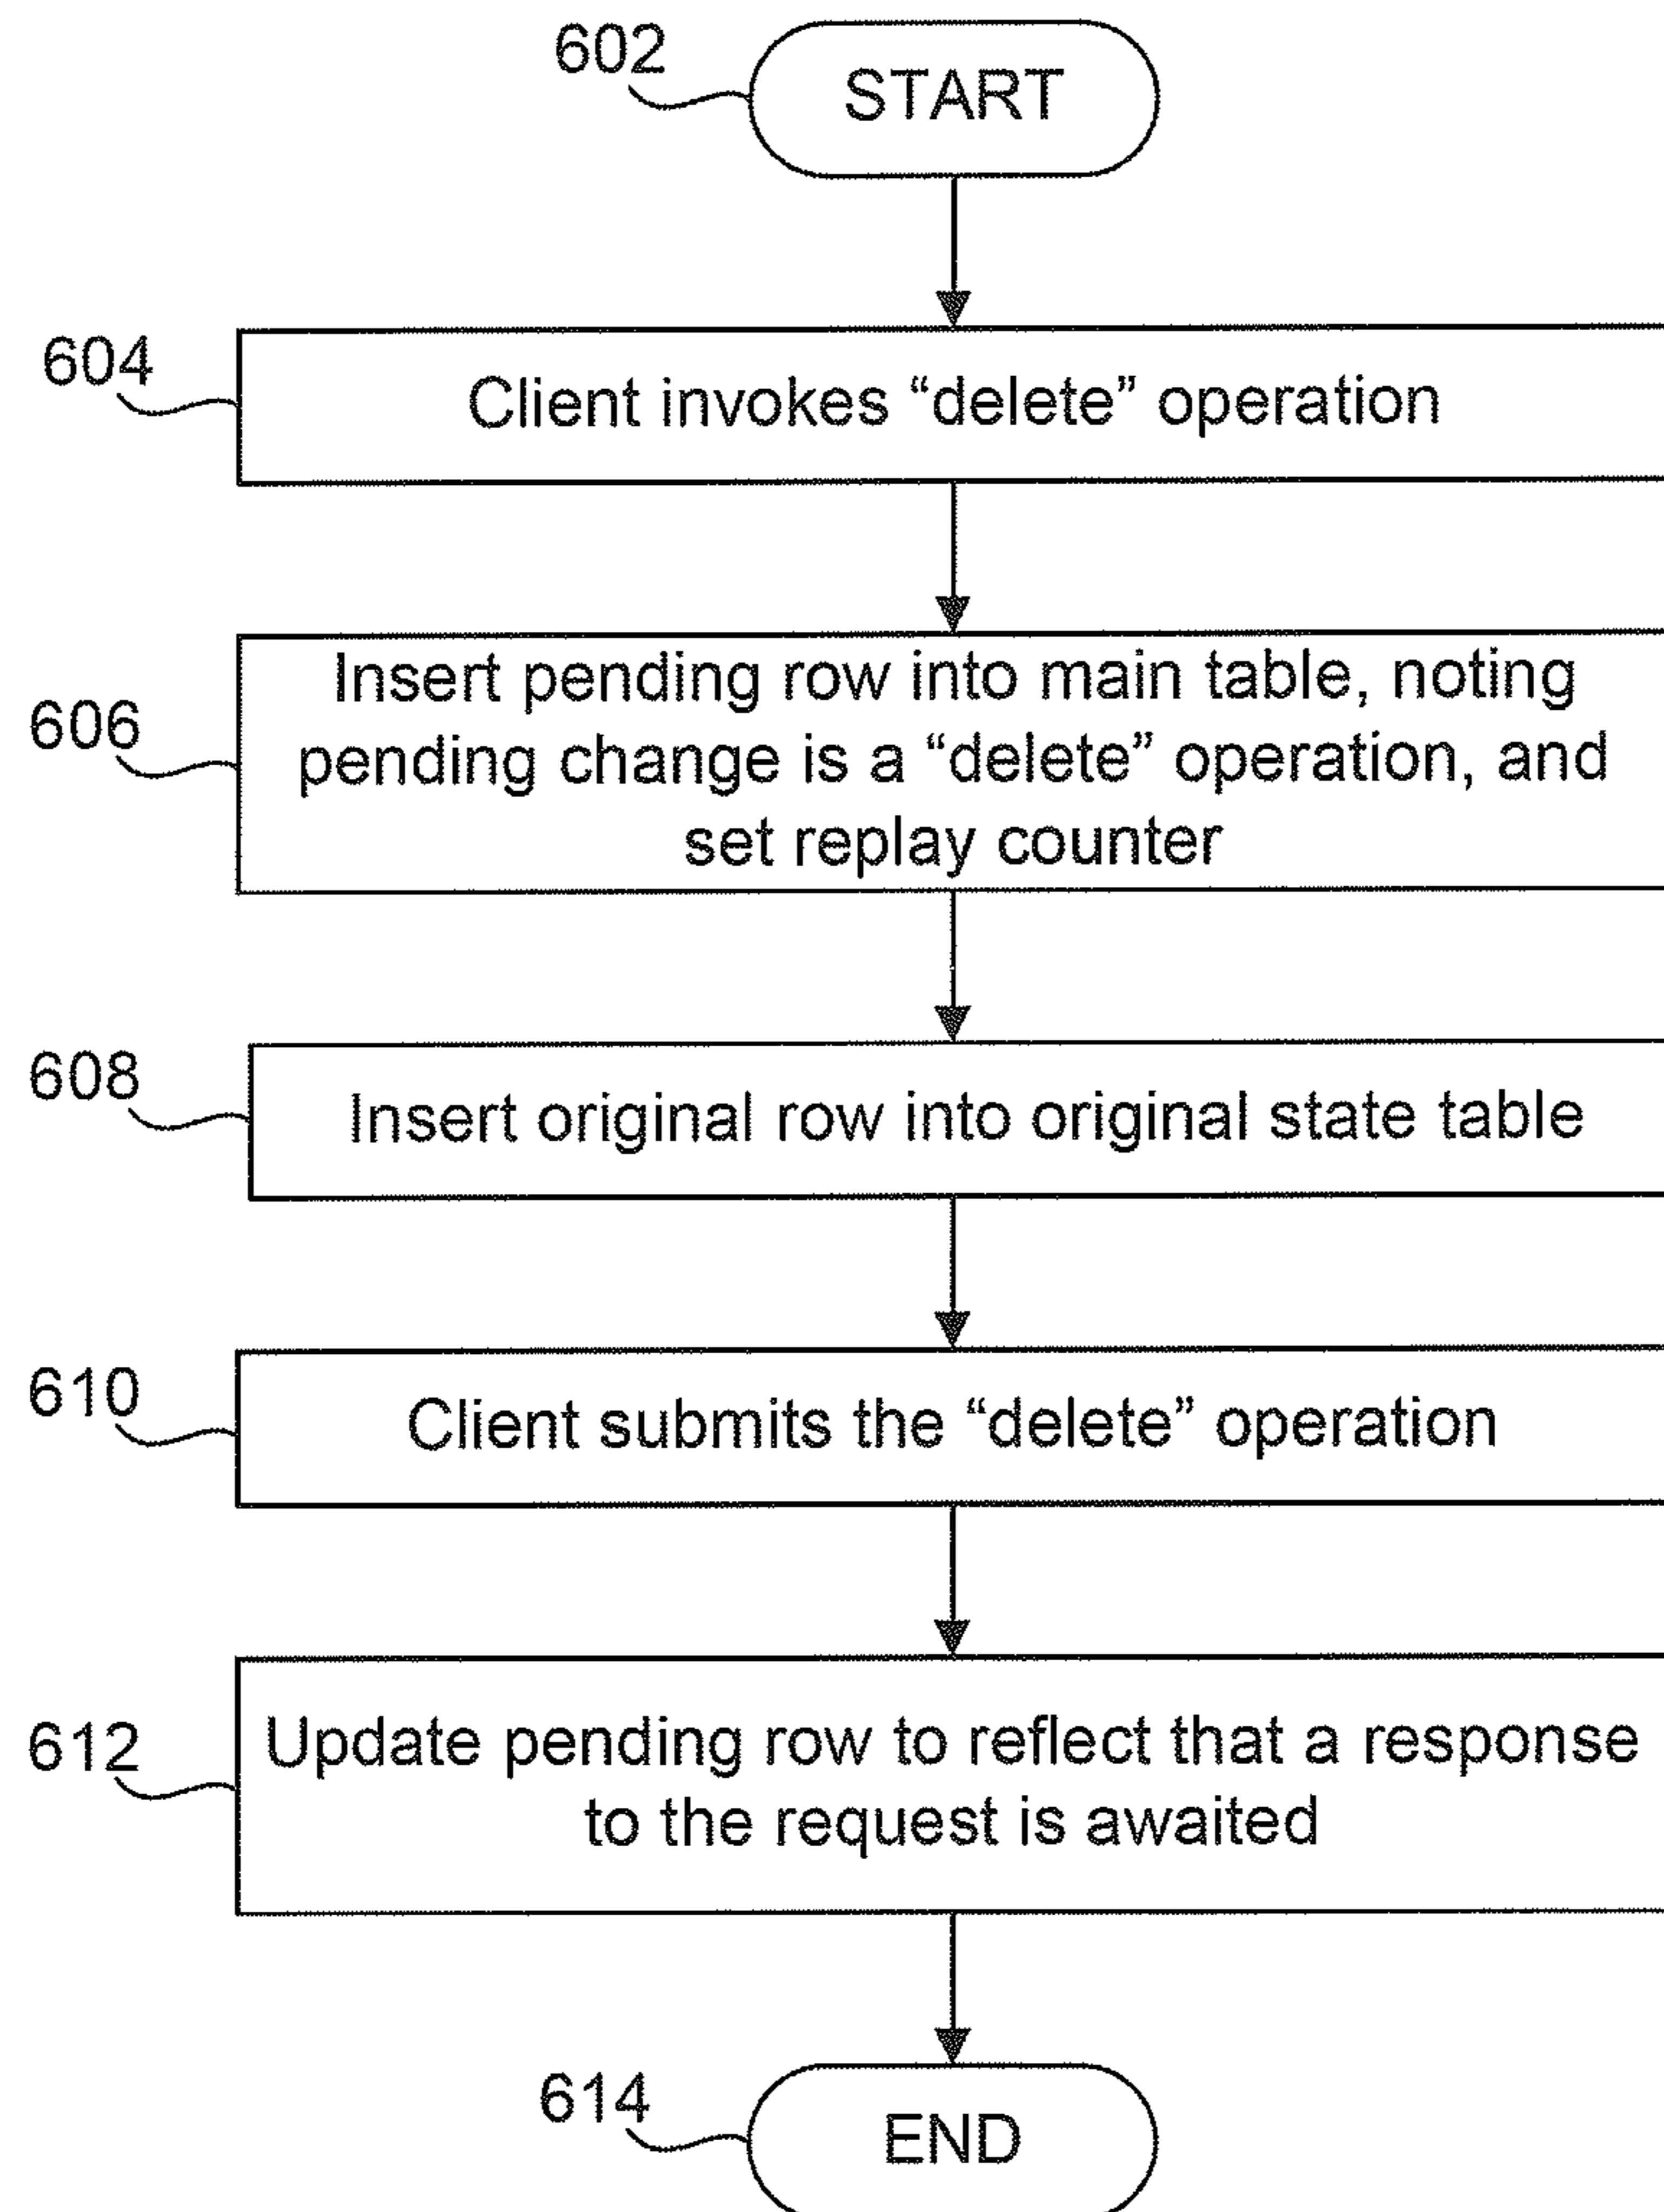 602
START
604
Client invokes “delete” operation
606
Insert pending row into main table, noting
pending change is a “delete” operation, and
set replay counter
608
Insert original row into original state table
610
Client submits the “delete” operation
612
Update pending row to reflect that a response
to the request is awaited
614
END